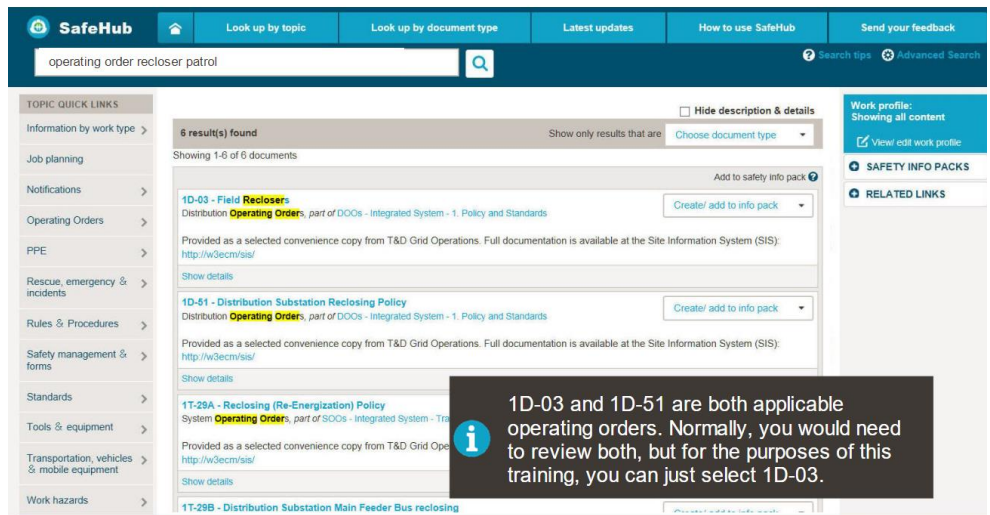 SafeHub
Look up by topic
Look up by document type
Latest updates
How to use SafeHub
Send your feedback
operating order recloser patrol
Search tips
Advanced Search
TOPIC QUICK LINKS
Information by work type
Job planning
Notifications
Operating Orders
PPE
Rescue, emergency &
incidents
Rules & Procedures
Safety management &
forms
Standards
Tools & equipment
Transportation, vehicles
& mobile equipment
Work hazards
Hide description & details
6 result(s) found
Show only results that are
Choose document type
Showing 1-6 of 6 documents
Add to safety info pack
1D-03 - Field Reclosers
Distribution Operating Orders, part of DOOs - Integrated System - 1. Policy and Standards
Create/ add to info pack
Provided as a selected convenience copy from T&D Grid Operations. Full documentation is available at the Site Information System (SIS):
http://w3ecm/sis/
Show details
1D-51 - Distribution Substation Reclosing Policy
Distribution Operating Orders, part of DOOs - Integrated System - 1. Policy and Standards
Create/ add to info pack
Provided as a selected convenience copy from T&D Grid Operations. Full documentation is available at the Site Information System (SIS):
http://w3ecm/sis/
Show details
1T-29A - Reclosing (Re-Energization) Policy
System Operating Orders, part of SOOs - Integrated System - Tra
Provided as a selected convenience copy from T&D Grid Ope
http://w3ecm/sis/
Show details
1T-29B - Distribution Substation Main Feeder Bus reclosing
Create/ add to info pack
Work profile:
Showing all content
View/ edit work profile
SAFETY INFO PACKS
RELATED LINKS
1D-03 and 1D-51 are both applicable
operating orders. Normally, you would need
to review both, but for the purposes of this
training, you can just select 1D-03.